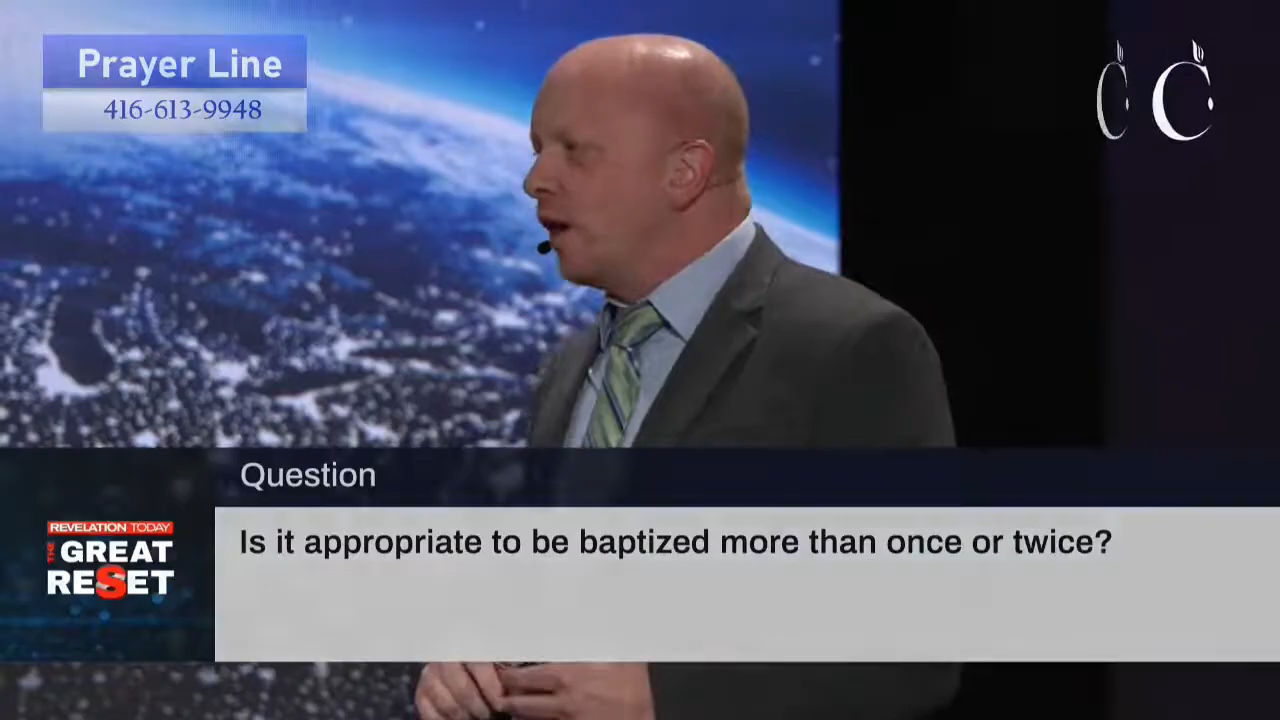 Prayer Line
416-613-9948
C C
Question
Is it appropriate to be baptized more than once or twice?
REVELATION TODAY
THE GREAT
RESET